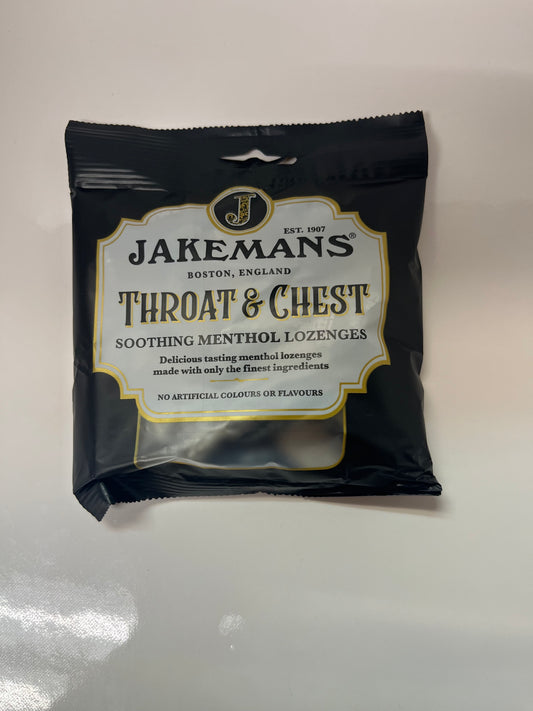 J
EST. 1907
JAKEMANS®
BOSTON, ENGLAND
THROAT & CHEST
SOOTHING MENTHOL LOZENGES
Delicious tasting menthol lozenges
made with only the finest ingredients
NO ARTIFICIAL COLOURS OR FLAVOURS